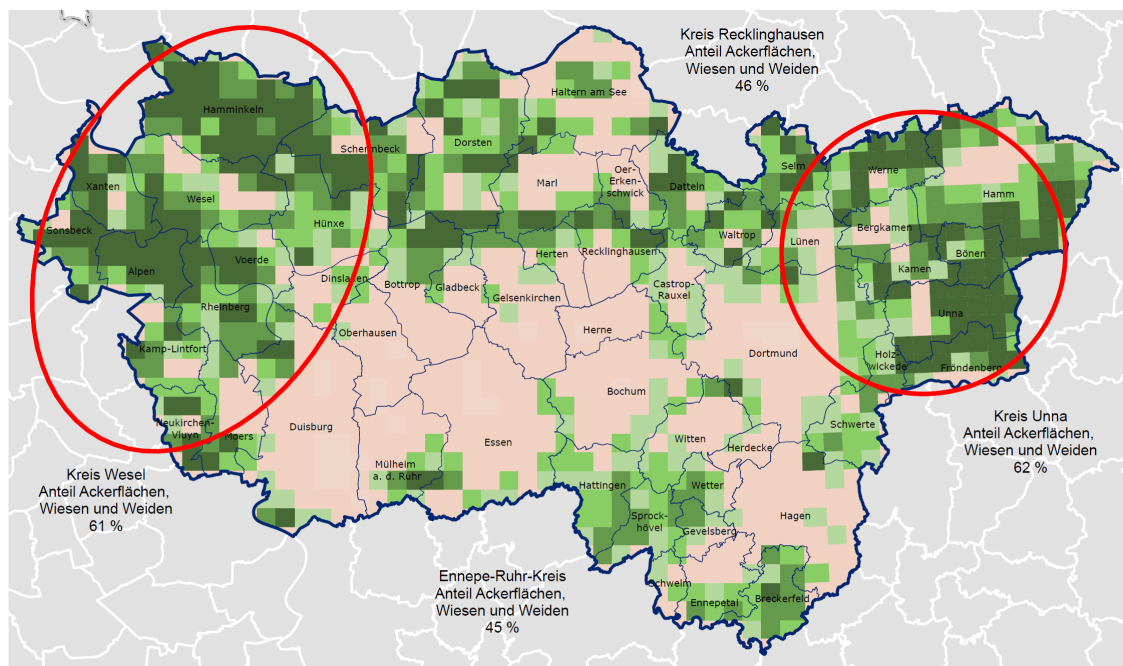 Kreis Recklinghausen
Anteil Ackerflächen,
Wiesen und Weiden
46 %
Haltern am See
Hamminkeln
Schermbeck
Dorsten
Selm
Werne
Marl
Oer-
Erken-
schwick
Datteln
Xanten
Wesel
Hamm
Hünxe
Sonsbeck
Waltrop
Lünen
Bergkamen
Alpen
Voerde
Herten
Recklinghausen
Bönen
Kamen
Dinslaken
Bottrop
Gladbeck
Gelsenkirchen
Castrop-
Rauxel
Rheinberg
Unna
Oberhausen
Herne
Kamp-Lintfort
Dortmund
Holz-
wickede
Fröndenberg
Bochum
Neukirchen-
Vluyn
Moers
Duisburg
Essen
Witten
Herdecke
Schwerte
Kreis Unna
Anteil Ackerflächen,
Wiesen und Weiden
62 %
Mülheim
a. d. Ruhr
Kreis Wesel
Anteil Ackerflächen,
Wiesen und Weiden
61 %
Hattingen
Wetter
Sprock-
hövel
Hagen
Gevelsberg
Ennepe-Ruhr-Kreis
Anteil Ackerflächen,
Wiesen und Weiden
45 %
Schwelm
Ennepetal
Breckerfeld